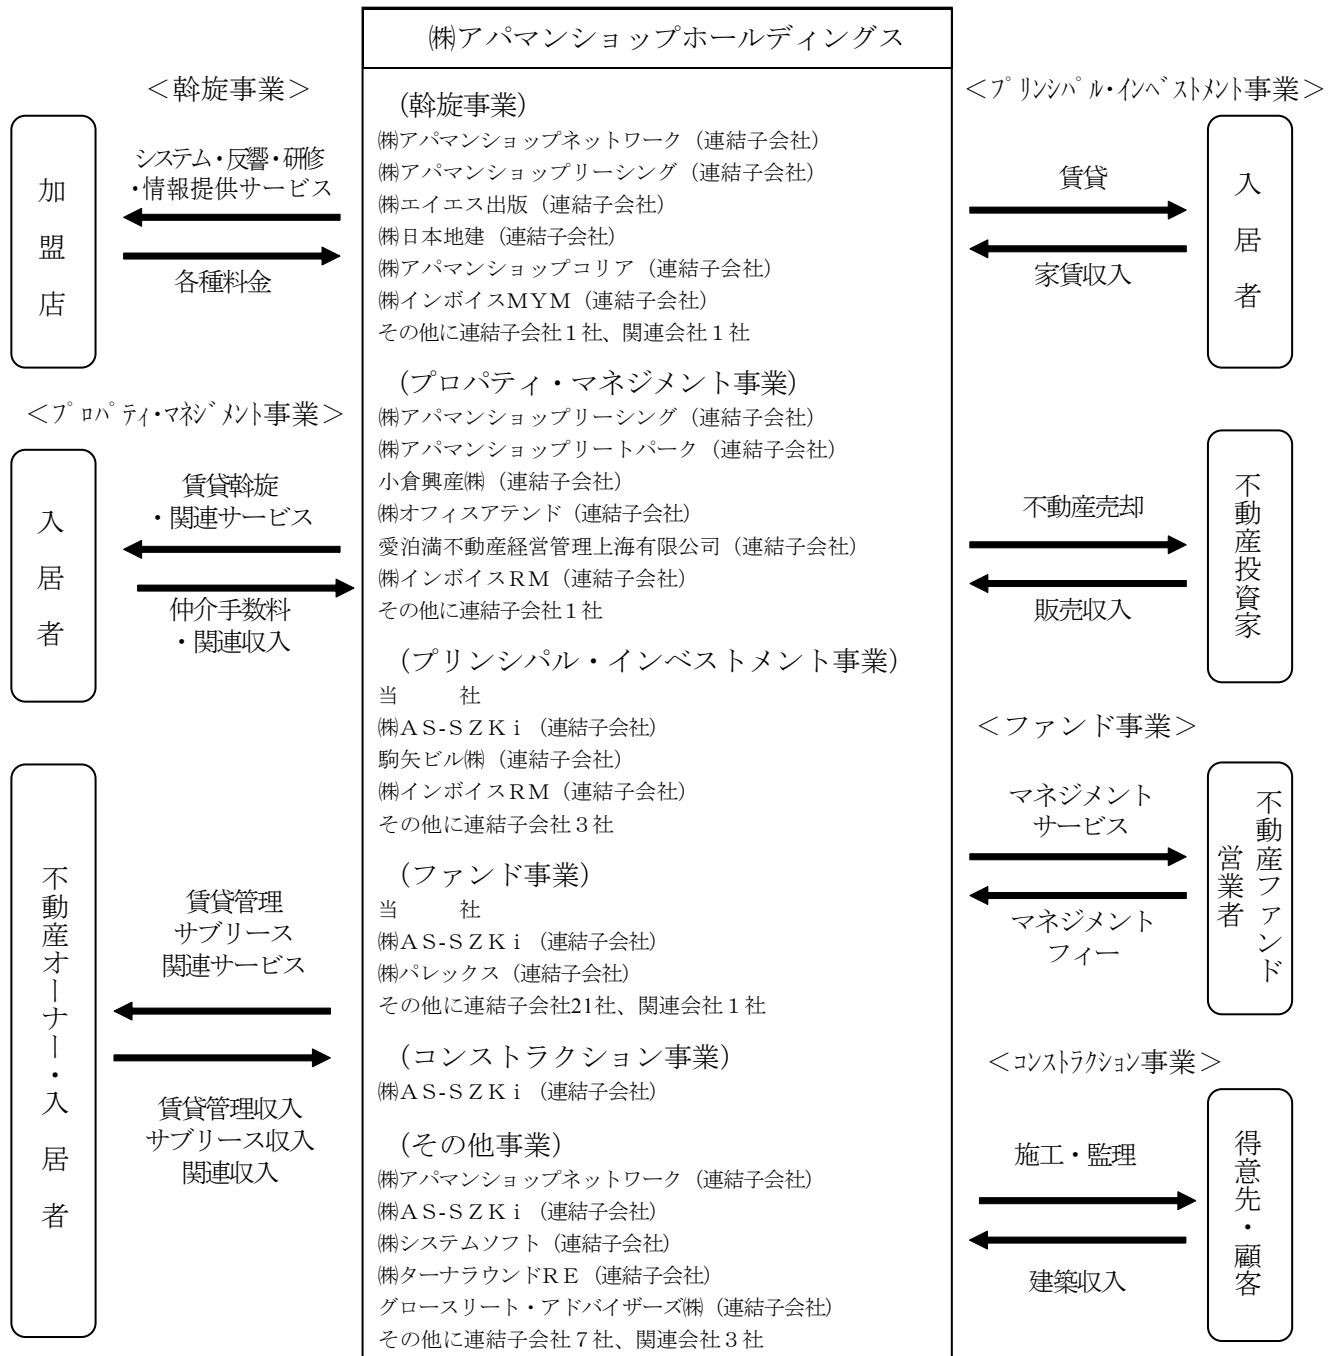 ㈱アパマンショップホールディングス
＜斡旋事業＞
加盟店
システム・反響・研修
・情報提供サービス
各種料金
＜プロパティ・マネジメント事業＞
入居者
賃貸斡旋
・関連サービス
仲介手数料
・関連収入
不動産オーナー・入居者
賃貸管理
サブリース
関連サービス
賃貸管理収入
サブリース収入
関連収入
（斡旋事業）
㈱アパマンショップネットワーク（連結子会社）
㈱アパマンショップリーシング（連結子会社）
㈱エイエス出版（連結子会社）
㈱日本地建（連結子会社）
㈱アパマンショップコリア（連結子会社）
㈱インボイスＭＹＭ（連結子会社）
その他に連結子会社１社、関連会社１社
（プロパティ・マネジメント事業）
㈱アパマンショップリーシング（連結子会社）
㈱アパマンショップリートパーク（連結子会社）
小倉興産㈱（連結子会社）
㈱オフィスアテンド（連結子会社）
愛泊満不動産経営管理上海有限公司（連結子会社）
㈱インボイスＲＭ（連結子会社）
その他に連結子会社１社
（プリンシパル・インベストメント事業）
当　　　社
㈱ＡＳ-ＳＺＫｉ（連結子会社）
駒矢ビル㈱（連結子会社）
㈱インボイスＲＭ（連結子会社）
その他に連結子会社３社
（ファンド事業）
当　　　社
㈱ＡＳ-ＳＺＫｉ（連結子会社）
㈱パレックス（連結子会社）
その他に連結子会社21社、関連会社１社
（コンストラクション事業）
㈱ＡＳ-ＳＺＫｉ（連結子会社）
（その他事業）
㈱アパマンショップネットワーク（連結子会社）
㈱ＡＳ-ＳＺＫｉ（連結子会社）
㈱システムソフト（連結子会社）
㈱ターナラウンドＲＥ（連結子会社）
グロースリート・アドバイザーズ㈱（連結子会社）
その他に連結子会社７社、関連会社３社
＜プリンシパル・インベストメント事業＞
賃貸
家賃収入
入居者
不動産売却
販売収入
不動産投資家
＜ファンド事業＞
マネジメント
サービス
マネジメント
フィー
不動産ファンド
営業者
＜コンストラクション事業＞
施工・監理
建築収入
得意先・顧客